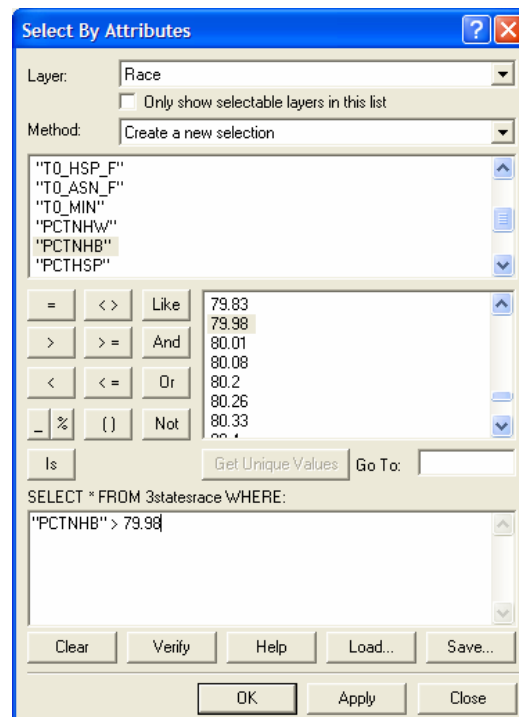 Select By Attributes
Layer: Race
Only show selectable layers in this list
Method: Create a new selection
"T0_HSP_F"
"T0_ASN_F"
"T0_MIN"
"PCTNHW"
"PCTNHB"
"PCTHSP"
= < > Like
> > = And
< < = Or
_ % ( ) Not
Is
79.83
79.98
80.01
80.08
80.2
80.26
80.33
Get Unique Values Go To:
SELECT * FROM 3statesrace WHERE:
"PCTNHB" > 79.98
Clear Verify Help Load... Save...
OK Apply Close